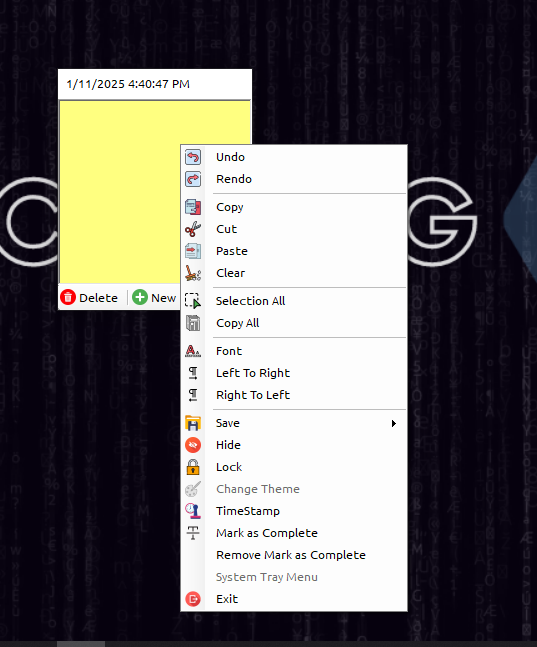 1/11/2025 4:40:47 PM
Undo
Rendo
Copy
Cut
Paste
Clear
Delete
New
Selection All
Copy All
Font
Left To Right
Right To Left
Save
Hide
Lock
Change Theme
TimeStamp
Mark as Complete
Remove Mark as Complete
System Tray Menu
Exit